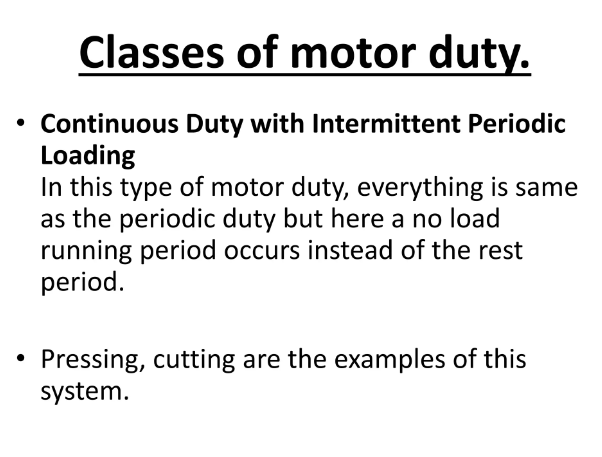 Classes of motor duty.
• Continuous Duty with Intermittent Periodic
Loading
In this type of motor duty, everything is same
as the periodic duty but here a no load
running period occurs instead of the rest
period.
• Pressing, cutting are the examples of this
system.